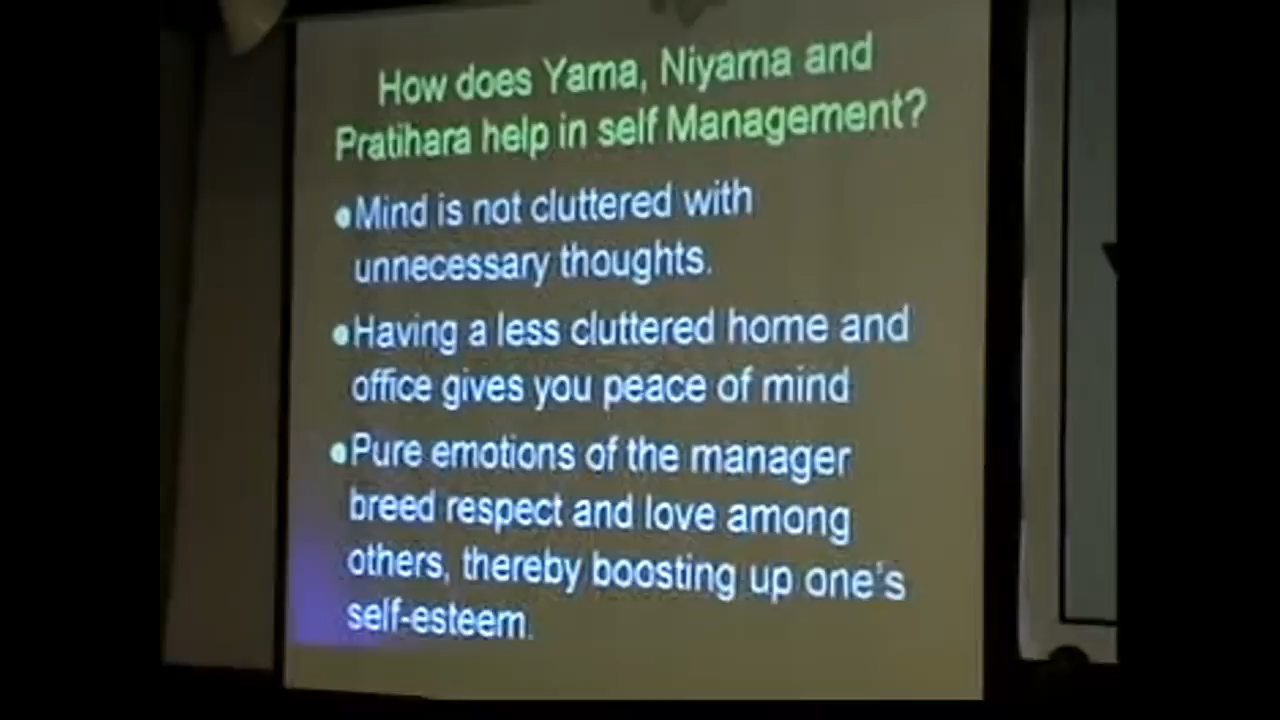 How does Yama, Niyama and
Pratihara help in self Management?
•Mind is not cluttered with
unnecessary thoughts.
•Having a less cluttered home and
office gives you peace of mind
•Pure emotions of the manager
breed respect and love among
others, thereby boosting up one's
self-esteem.